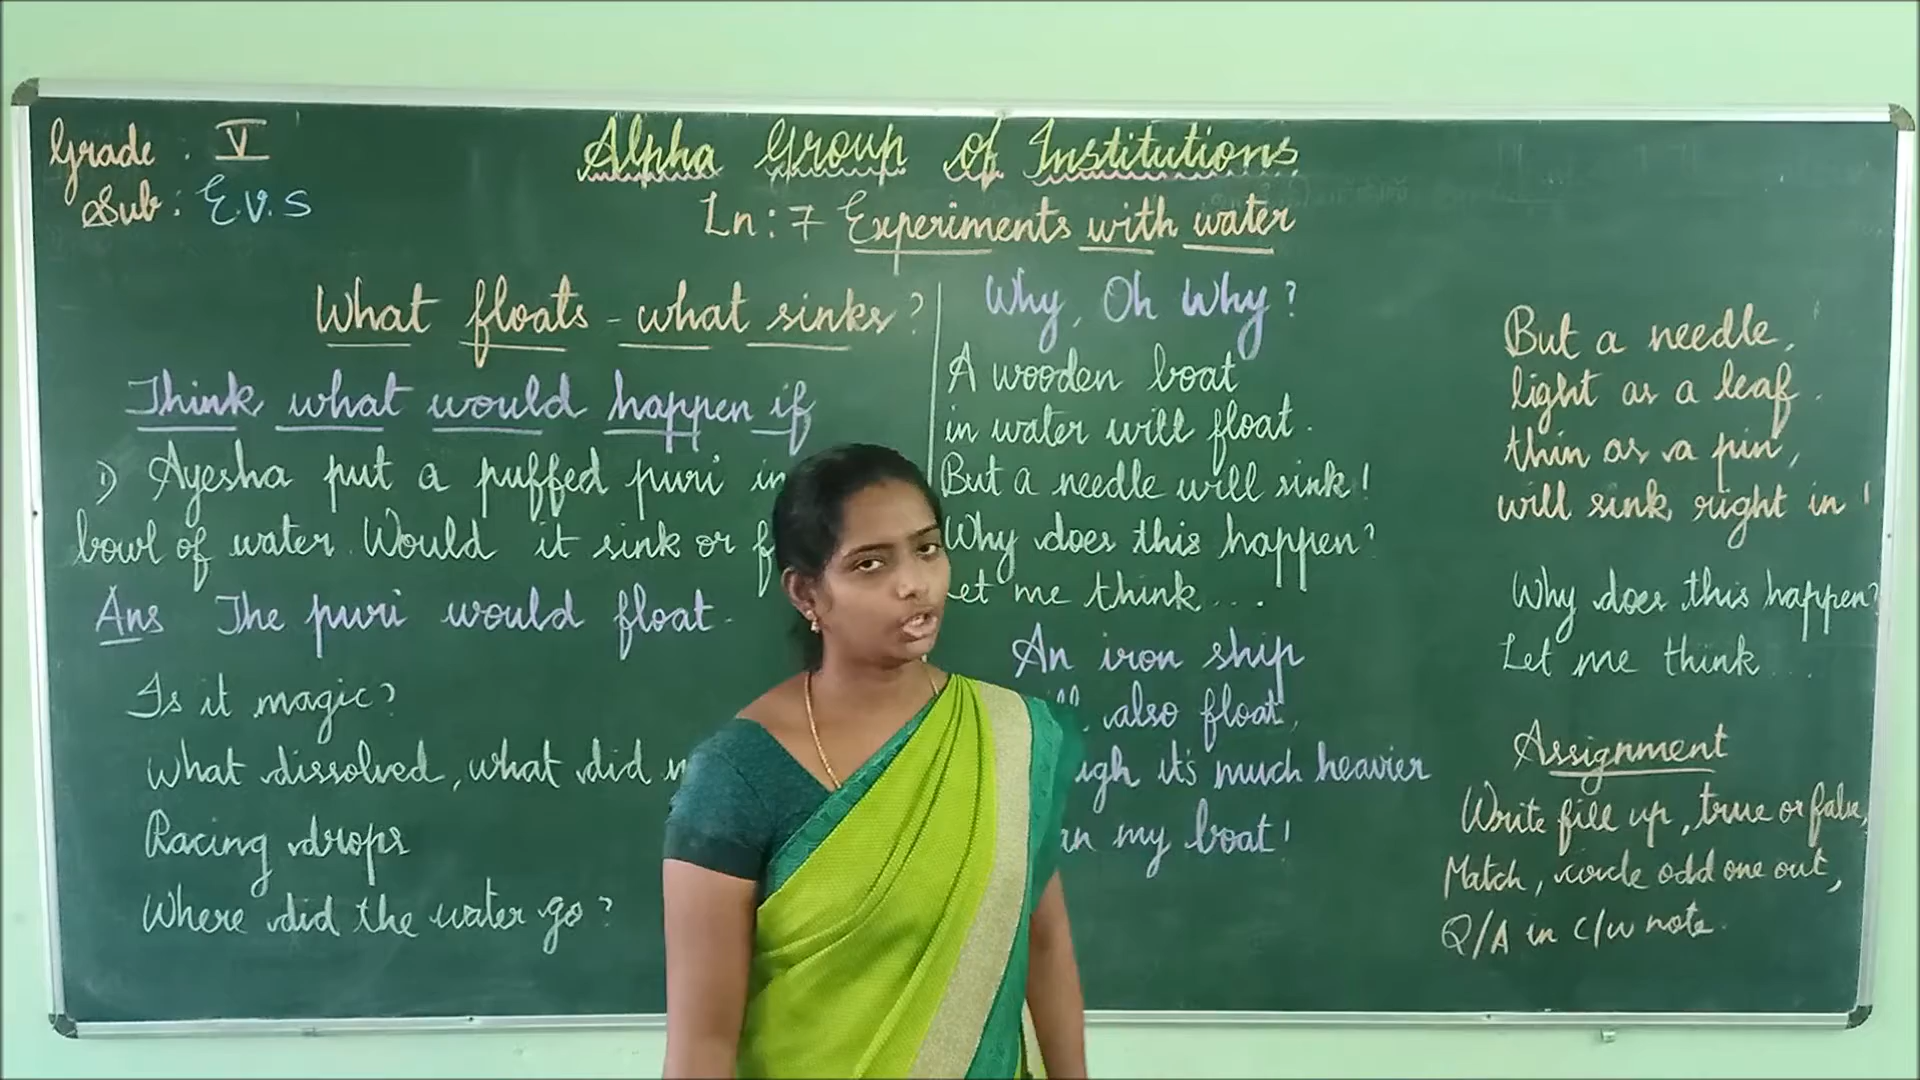 Grade : V
Sub : E.V.S
Alpha Group of Institutions
Ln : 7 Experiments with water
What floats - what sinks?
Think what would happen if
1) Ayesha put a puffed puri in
bowl of water. Would it sink or
Ans The puri would float.
Is it magic?
What dissolved, what did
Racing drops
Where did the water go?
Why, Oh Why?
A wooden boat
in water will float.
But a needle will sink!
Why does this happen?
Let me think...
An iron ship
also float,
it's much heavier
my boat!
But a needle,
light as a leaf.
thin as a pin,
will sink right in!
Why does this happen?
Let me think...
Assignment
Write fill up, true or false,
Match, circle odd one out,
Q/A in c/w note.